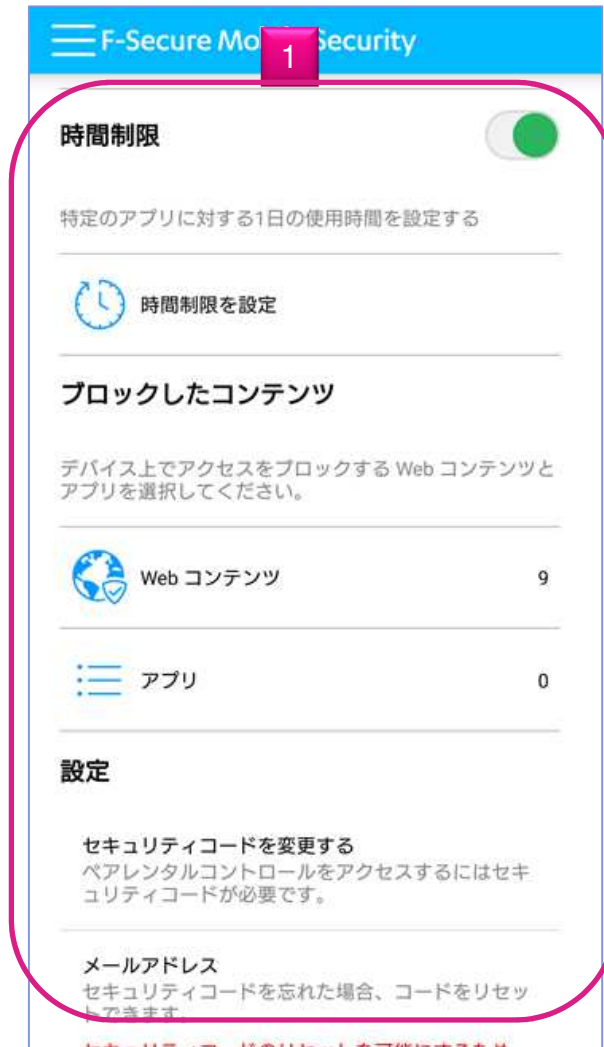 F-Secure Mo Security
1
時間制限
特定のアプリに対する1日の使用時間を設定する
時間制限を設定
ブロックしたコンテンツ
デバイス上でアクセスをブロックする Web コンテンツと
アプリを選択してください。
Web コンテンツ 9
アプリ 0
設定
セキュリティコードを変更する
ペアレンタルコントロールをアクセスするにはセキ
ュリティコードが必要です。
メールアドレス
セキュリティコードを忘れた場合、コードをリセッ
トできます。